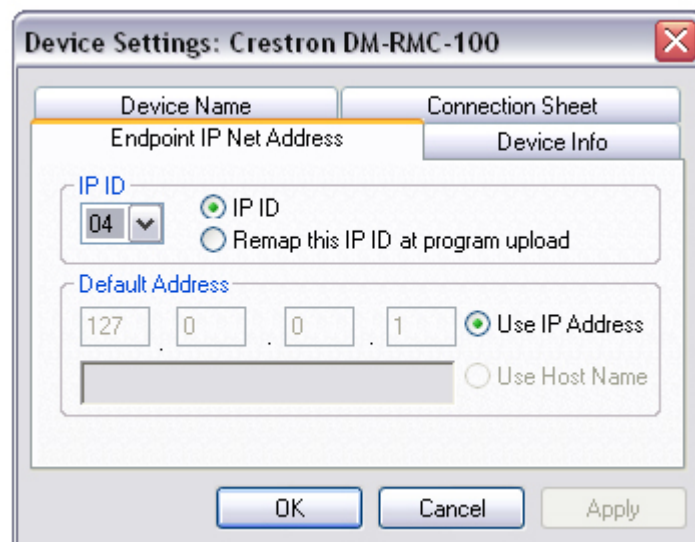 Device Settings: Crestron DM-RMC-100
Device Name Connection Sheet
Endpoint IP Net Address Device Info
IP ID
04 IP ID
Remap this IP ID at program upload
Default Address
127 . 0 . 0 . 1 Use IP Address
Use Host Name
OK Cancel Apply